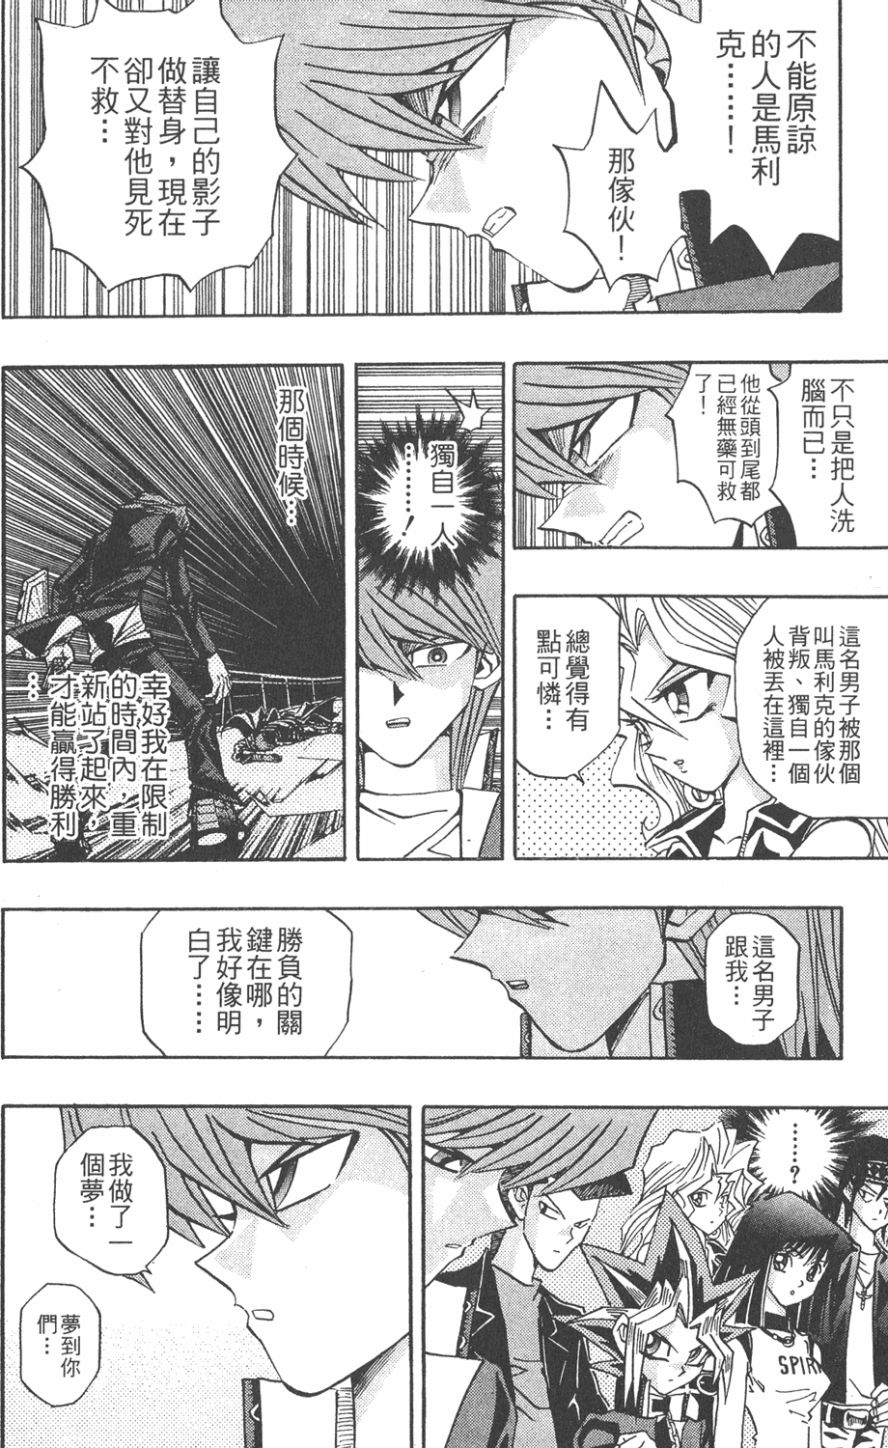 不能原諒
的人是馬利
克……!
那傢伙!
讓自己的影子
做替身，現在
卻又對他見死
不救…
不只是把人洗
腦而已…
他從頭到尾都
已經無藥可救
了!
這名男子被那個
叫馬利克的傢伙
背叛、獨自一個
人被丟在這裡…
總覺得有
點可憐…
獨自一人
……!
那個時候…
幸好我在限制
的時間內，重
新站了起來，
才能贏得勝利
…
這名男子
跟我…
勝負的關
鍵在哪，
我好像明
白了……
……?
SPIR
我做了一
個夢…
夢到你
們…